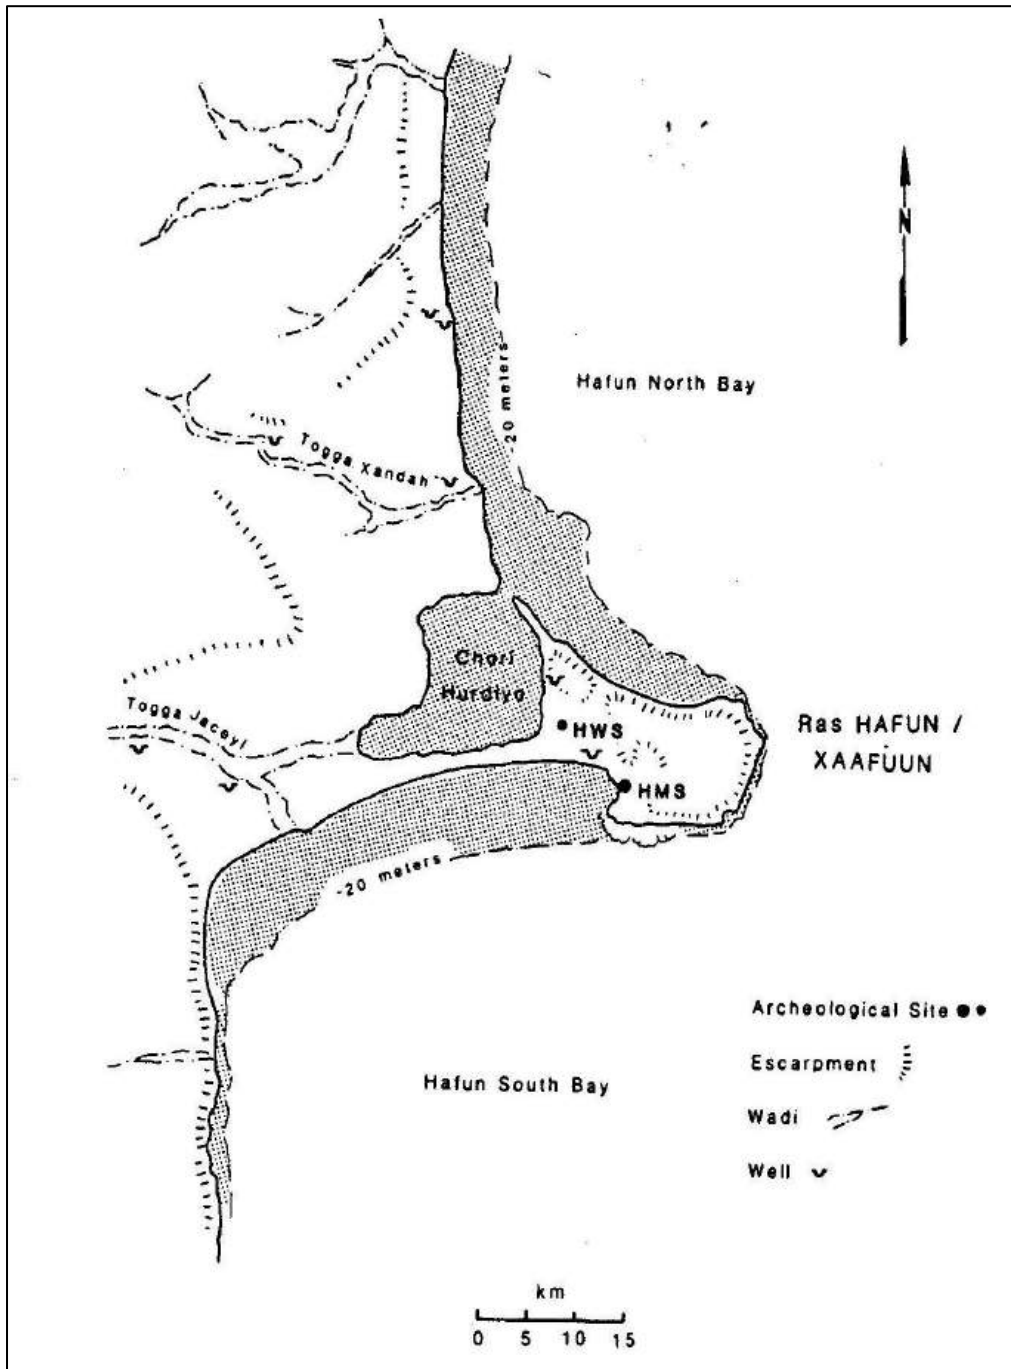 N
-20 meters
Hafun North Bay
Togga Xandah
Chori
Hurdiyo
Togga Jaceyl
HWS
HMS
Ras HAFUN /
XAAFUUN
-20 meters
Hafun South Bay
Archeological Site
Escarpment
Wadi
Well
km
0 5 10 15